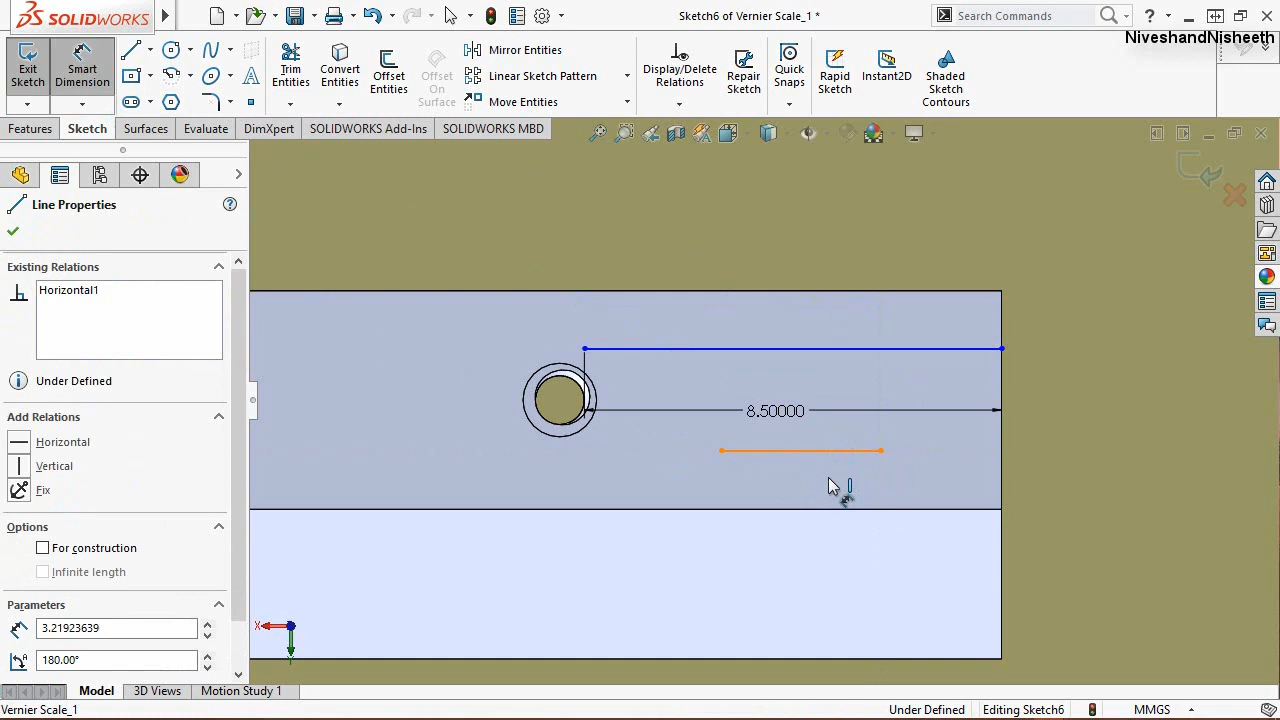 SOLIDWORKS
Sketch6 of Vernier Scale_1 *
Search Commands
?
NiveshandNisheeth
Exit Sketch
Smart Dimension
Trim Entities
Convert Entities
Offset Entities
Offset On Surface
Mirror Entities
Linear Sketch Pattern
Move Entities
Display/Delete Relations
Repair Sketch
Quick Snaps
Rapid Sketch
Instant2D
Shaded Sketch Contours
Features
Sketch
Surfaces
Evaluate
DimXpert
SOLIDWORKS Add-Ins
SOLIDWORKS MBD
Line Properties
Existing Relations
Horizontal1
Under Defined
Add Relations
Horizontal
Vertical
Fix
Options
For construction
Infinite length
Parameters
3.21923639
180.00°
8.50000
X
Y
Model
3D Views
Motion Study 1
Vernier Scale_1
Under Defined
Editing Sketch6
MMGS